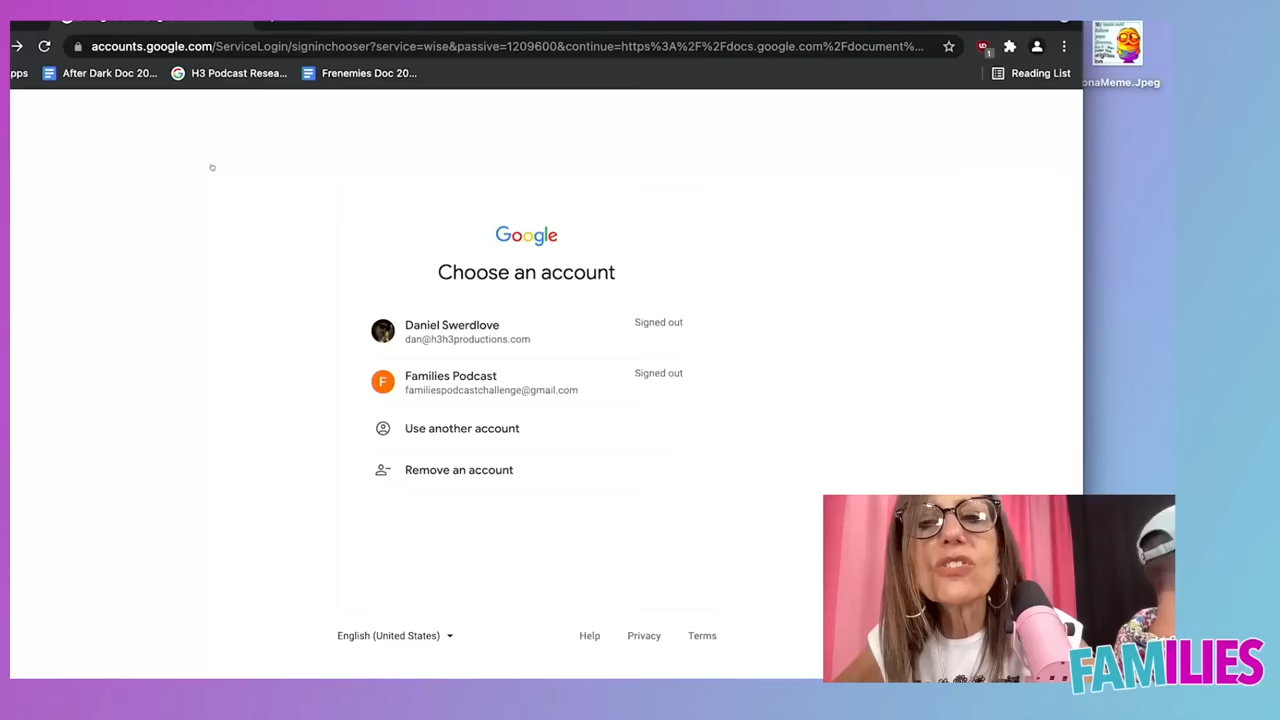 accounts.google.com/ServiceLogin/signinchooser?service=wise&passive=1209600&continue=https%3A%2F%2Fdocs.google.com%2Fdocument%...
1
pps
After Dark Doc 20...
H3 Podcast Resea...
Frenemies Doc 20...
Reading List
onaMeme.Jpeg
Google
Choose an account
Daniel Swerdlove
Signed out
dan@h3h3productions.com
F
Families Podcast
Signed out
familiespodcastchallenge@gmail.com
Use another account
Remove an account
English (United States)
Help
Privacy
Terms
FAMILIES